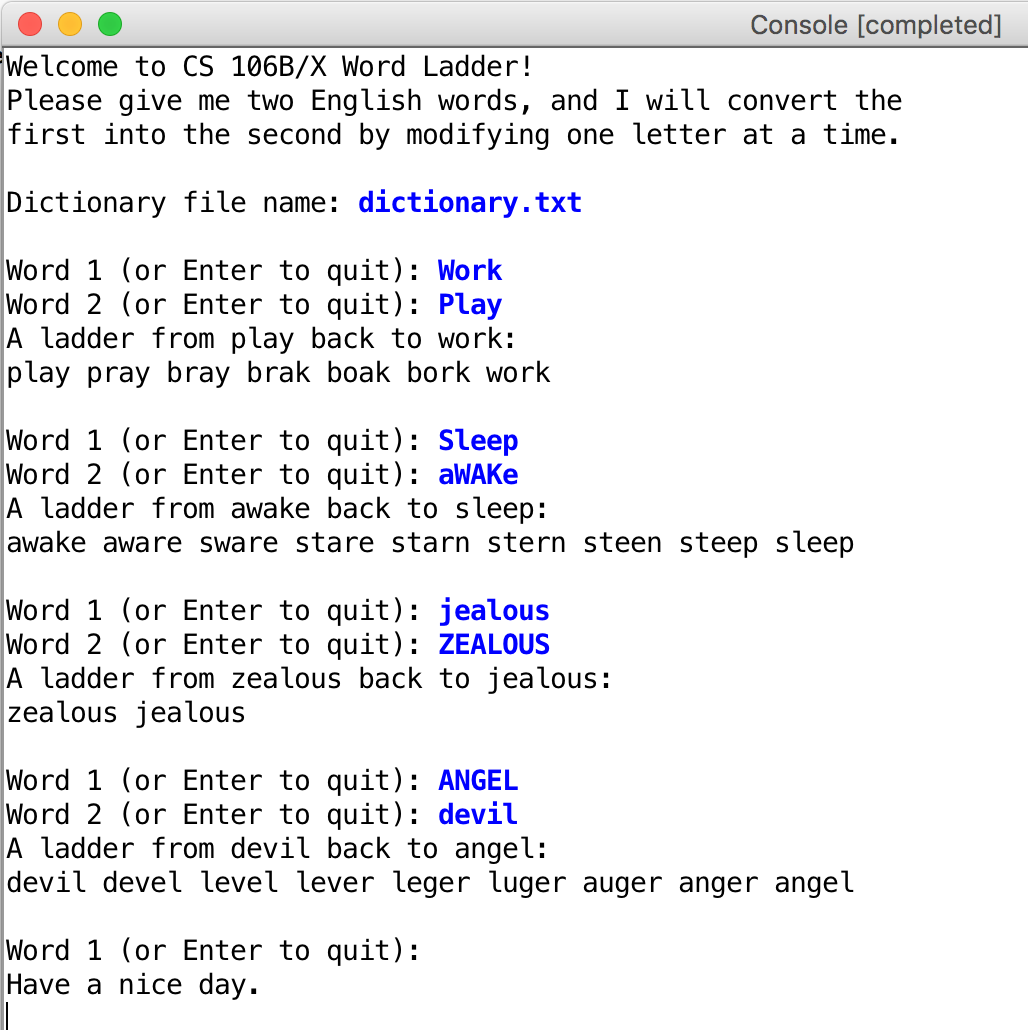 Console [completed]
Welcome to CS 106B/X Word Ladder!
Please give me two English words, and I will convert the
first into the second by modifying one letter at a time.
Dictionary file name: dictionary.txt
Word 1 (or Enter to quit): Work
Word 2 (or Enter to quit): Play
A ladder from play back to work:
play pray bray brak boak bork work
Word 1 (or Enter to quit): Sleep
Word 2 (or Enter to quit): aWAKe
A ladder from awake back to sleep:
awake aware sware stare starn stern steen steep sleep
Word 1 (or Enter to quit): jealous
Word 2 (or Enter to quit): ZEALOUS
A ladder from zealous back to jealous:
zealous jealous
Word 1 (or Enter to quit): ANGEL
Word 2 (or Enter to quit): devil
A ladder from devil back to angel:
devil devel level lever leger luger auger anger angel
Word 1 (or Enter to quit):
Have a nice day.